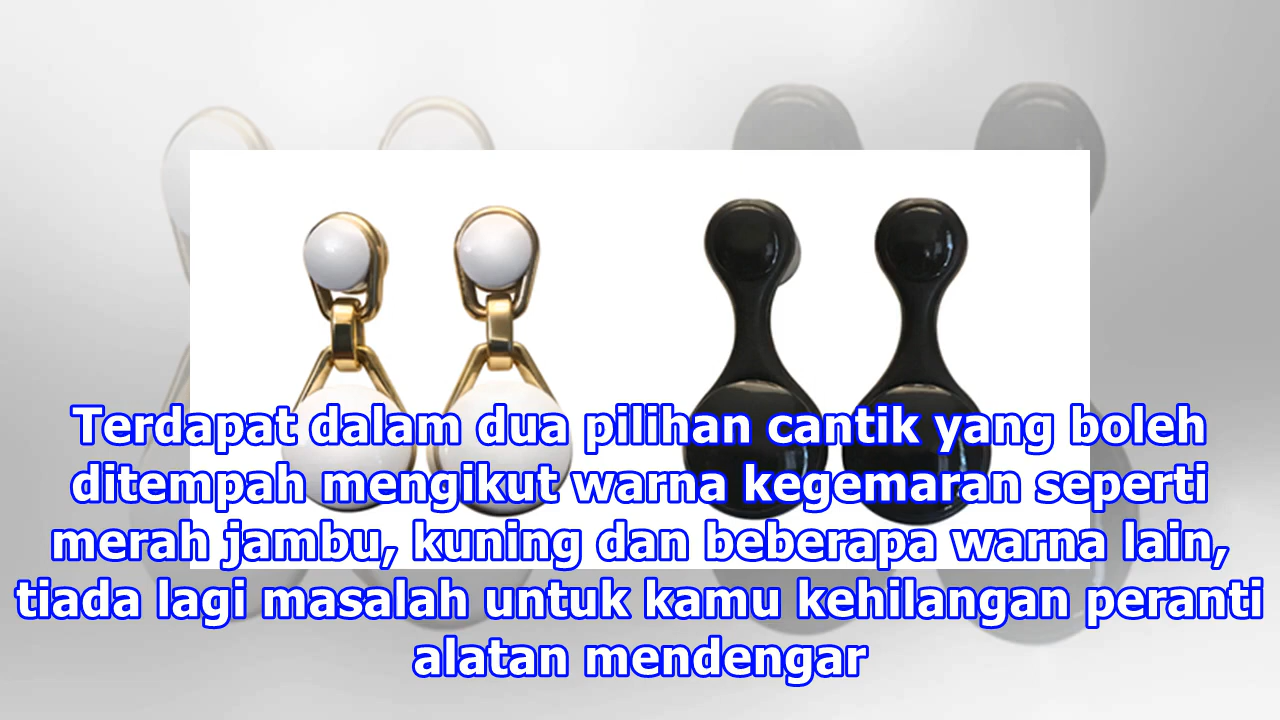 Terdapat dalam dua pilihan cantik yang boleh
ditempah mengikut warna kegemaran seperti
merah jambu, kuning dan beberapa warna lain,
tiada lagi masalah untuk kamu kehilangan peranti
alatan mendengar